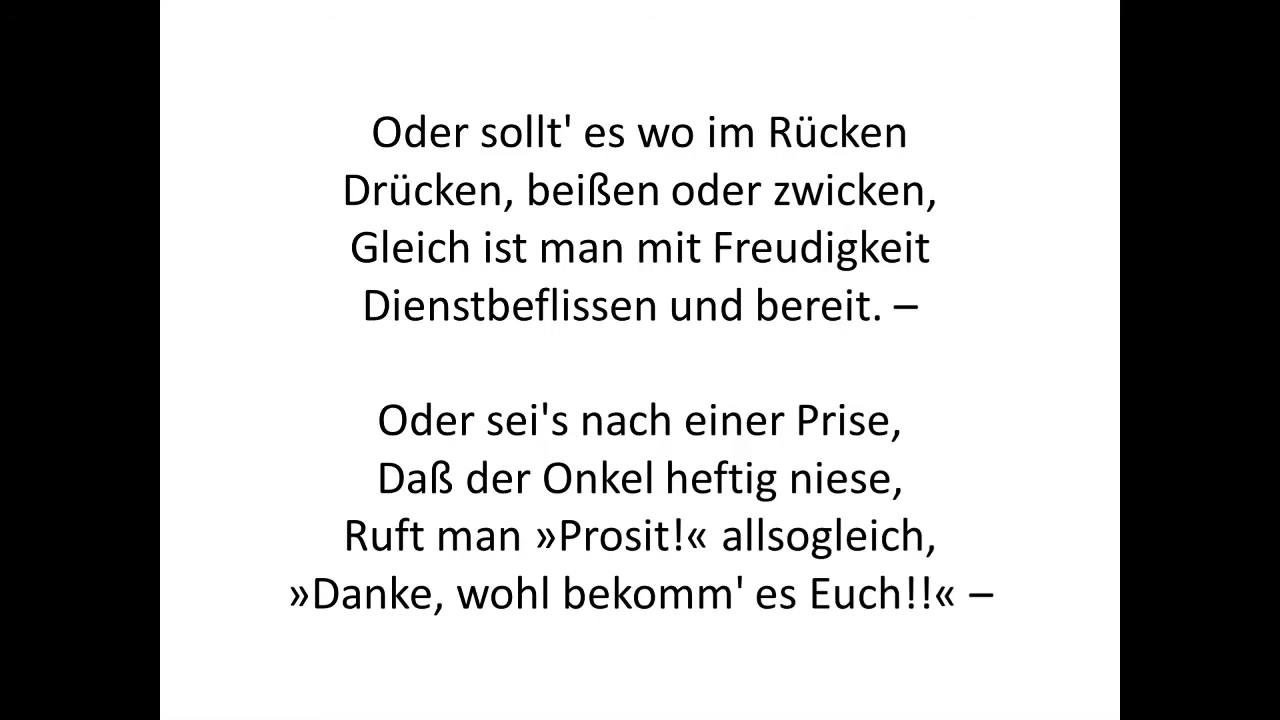 Oder sollt' es wo im Rücken
Drücken, beißen oder zwicken,
Gleich ist man mit Freudigkeit
Dienstbeflissen und bereit. –
Oder sei's nach einer Prise,
Daß der Onkel heftig niese,
Ruft man »Prosit!« allsogleich,
»Danke, wohl bekomm' es Euch!!« –